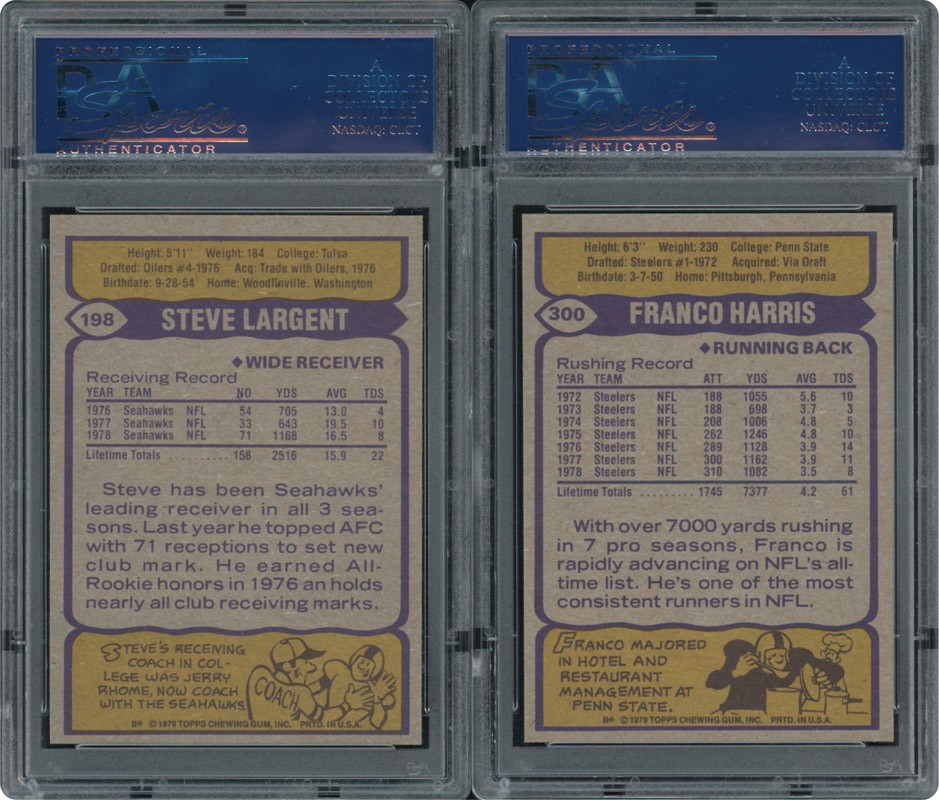 PROFESSIONAL
PSA
Sports
AUTHENTICATOR
A
DIVISION OF
COLLECTORS
UNIVERSE
NASDAQ: CLCT
Height: 5'11" Weight: 184 College: Tulsa
Drafted: Oilers #4-1976 Acq: Trade with Oilers, 1976
Birthdate: 9-28-54 Home: Woodinville, Washington
198 STEVE LARGENT
◆WIDE RECEIVER
Receiving Record
YEAR TEAM NO YDS AVG TDS
1976 Seahawks NFL 54 705 13.0 4
1977 Seahawks NFL 33 643 19.5 10
1978 Seahawks NFL 71 1168 16.5 8
Lifetime Totals .......... 158 2516 15.9 22
Steve has been Seahawks'
leading receiver in all 3 sea-
sons. Last year he topped AFC
with 71 receptions to set new
club mark. He earned All-
Rookie honors in 1976 an holds
nearly all club receiving marks.
STEVE'S RECEIVING
COACH IN COL-
LEGE WAS JERRY
RHOME, NOW COACH
WITH THE SEAHAWKS.
COACH
B* © 1979 TOPPS CHEWING GUM, INC. PRTD. IN U.S.A.
PSA
PROFESSIONAL
PSA
Sports
AUTHENTICATOR
A
DIVISION OF
COLLECTORS
UNIVERSE
NASDAQ: CLCT
Height: 6'3" Weight: 230 College: Penn State
Drafted: Steelers #1-1972 Acquired: Via Draft
Birthdate: 3-7-50 Home: Pittsburgh, Pennsylvania
300 FRANCO HARRIS
◆RUNNING BACK
Rushing Record
YEAR TEAM ATT YDS AVG TDS
1972 Steelers NFL 188 1055 5.6 10
1973 Steelers NFL 188 698 3.7 3
1974 Steelers NFL 208 1006 4.8 5
1975 Steelers NFL 262 1246 4.8 10
1976 Steelers NFL 289 1128 3.9 14
1977 Steelers NFL 300 1162 3.9 11
1978 Steelers NFL 310 1082 3.5 8
Lifetime Totals ......... 1745 7377 4.2 61
With over 7000 yards rushing
in 7 pro seasons, Franco is
rapidly advancing on NFL's all-
time list. He's one of the most
consistent runners in NFL.
FRANCO MAJORED
IN HOTEL AND
RESTAURANT
MANAGEMENT AT
PENN STATE.
B* © 1979 TOPPS CHEWING GUM, INC. PRTD. IN U.S.A.
PSA